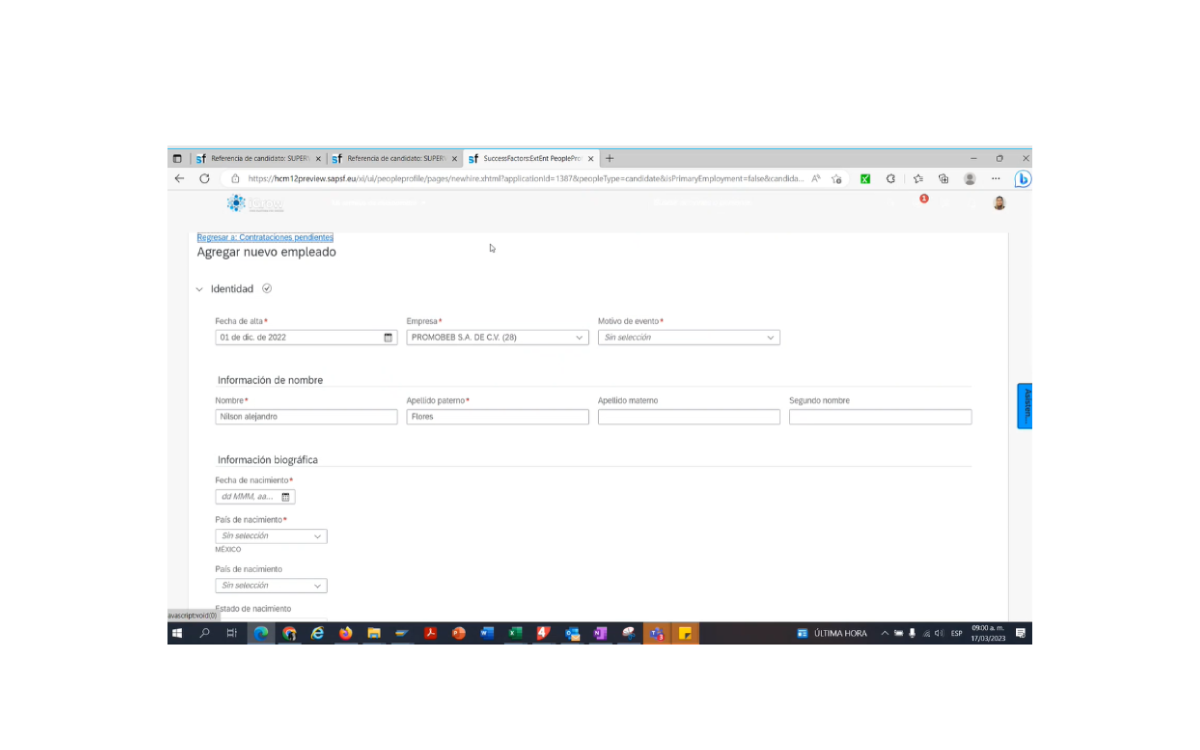 Referencia de candidato: SUPER
Referencia de candidato: SUPER
SuccessFactors:ExtEnt PeoplePro
https://hcm12preview.sapsf.eu/xi/ui/peopleprofile/pages/newhire.xhtml?applicationId=1387&peopleType=candidate&isPrimaryEmployment=false&candida...
1
Regresar a: Contrataciones pendientes
Agregar nuevo empleado
Identidad
Fecha de alta* Empresa* Motivo de evento*
01 de dic. de 2022 PROMOBEB S.A. DE C.V. (28) Sin selección
Información de nombre
Nombre* Apellido paterno* Apellido materno Segundo nombre
Nilson alejandro Flores
Información biográfica
Fecha de nacimiento*
dd MMM. aa...
País de nacimiento*
Sin selección
MÉXICO
País de nacimiento
Sin selección
Estado de nacimiento
avascript:void(0)
ÚLTIMA HORA
ESP
09:00 a. m.
17/03/2023